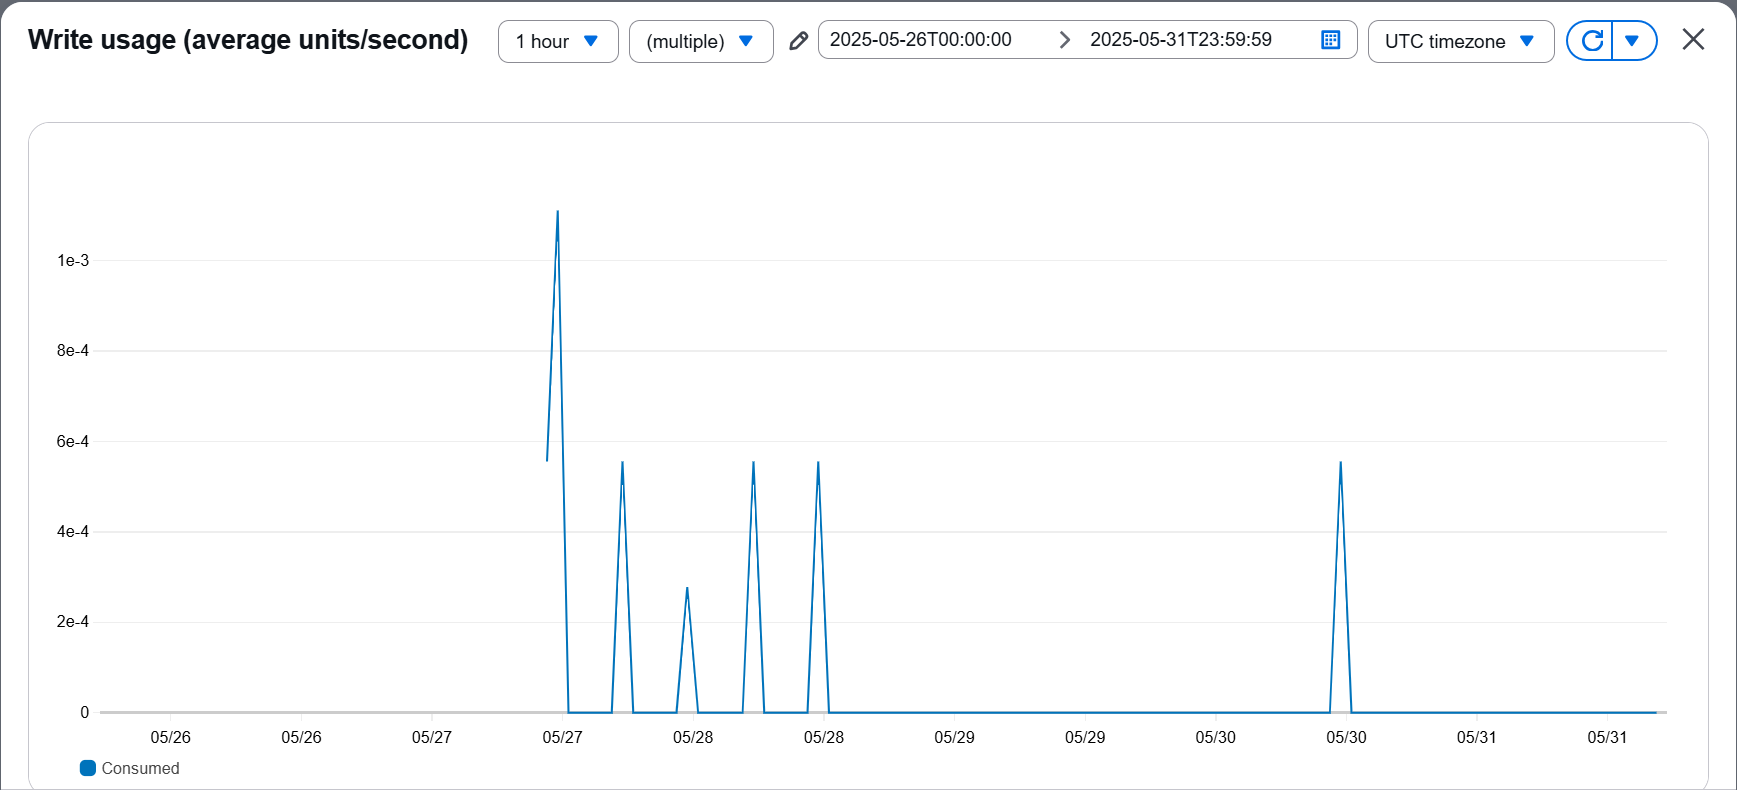 Write usage (average units/second)
1 hour
(multiple)
2025-05-26T00:00:00
2025-05-31T23:59:59
UTC timezone
1e-3
8e-4
6e-4
4e-4
2e-4
0
05/26 05/26 05/27 05/27 05/28 05/28 05/29 05/29 05/30 05/30 05/31 05/31
Consumed